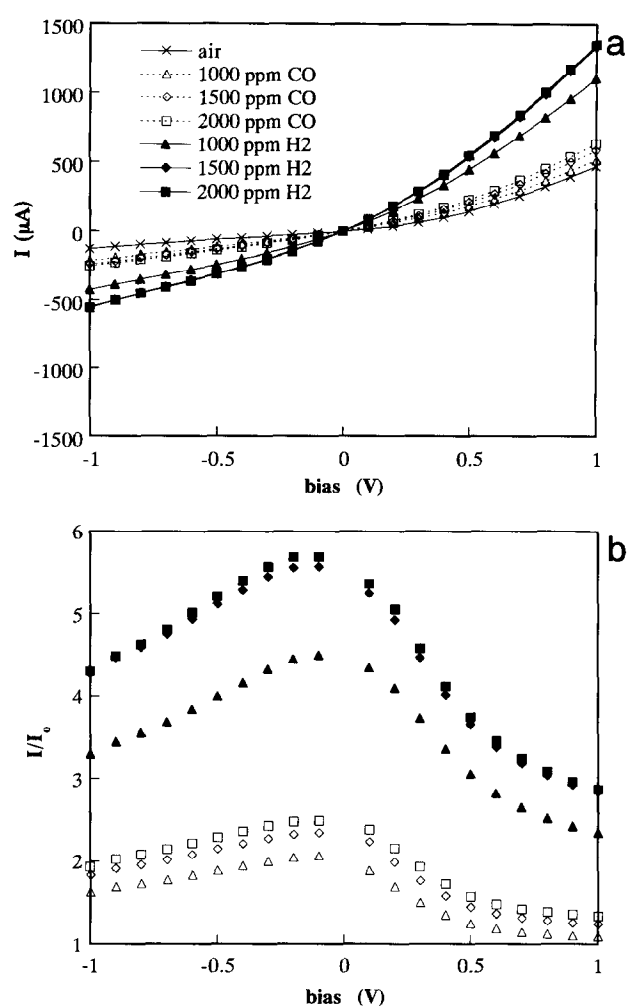 a
1500
1000
500
0
-500
-1000
-1500
I (µA)
air
1000 ppm CO
1500 ppm CO
2000 ppm CO
1000 ppm H2
1500 ppm H2
2000 ppm H2
-1 -0.5 0 0.5 1
bias (V)
b
6
5
4
3
2
1
I/I₀
-1 -0.5 0 0.5 1
bias (V)